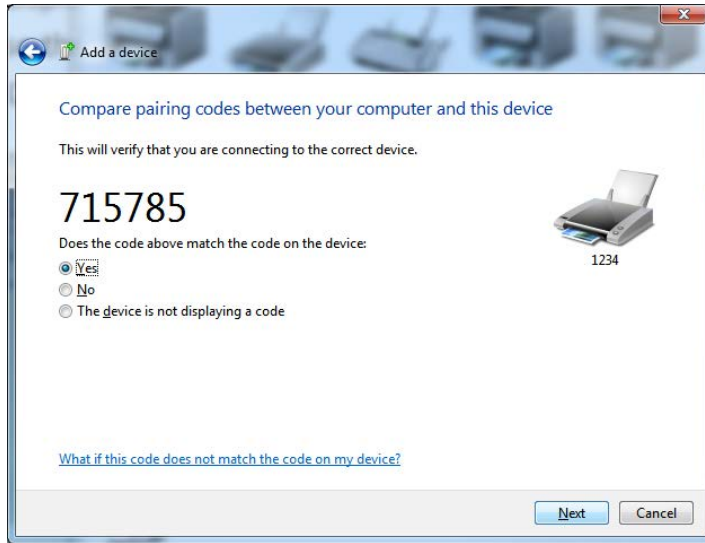 Add a device
Compare pairing codes between your computer and this device
This will verify that you are connecting to the correct device.
715785
Does the code above match the code on the device:
Yes
No
The device is not displaying a code
1234
What if this code does not match the code on my device?
Next
Cancel